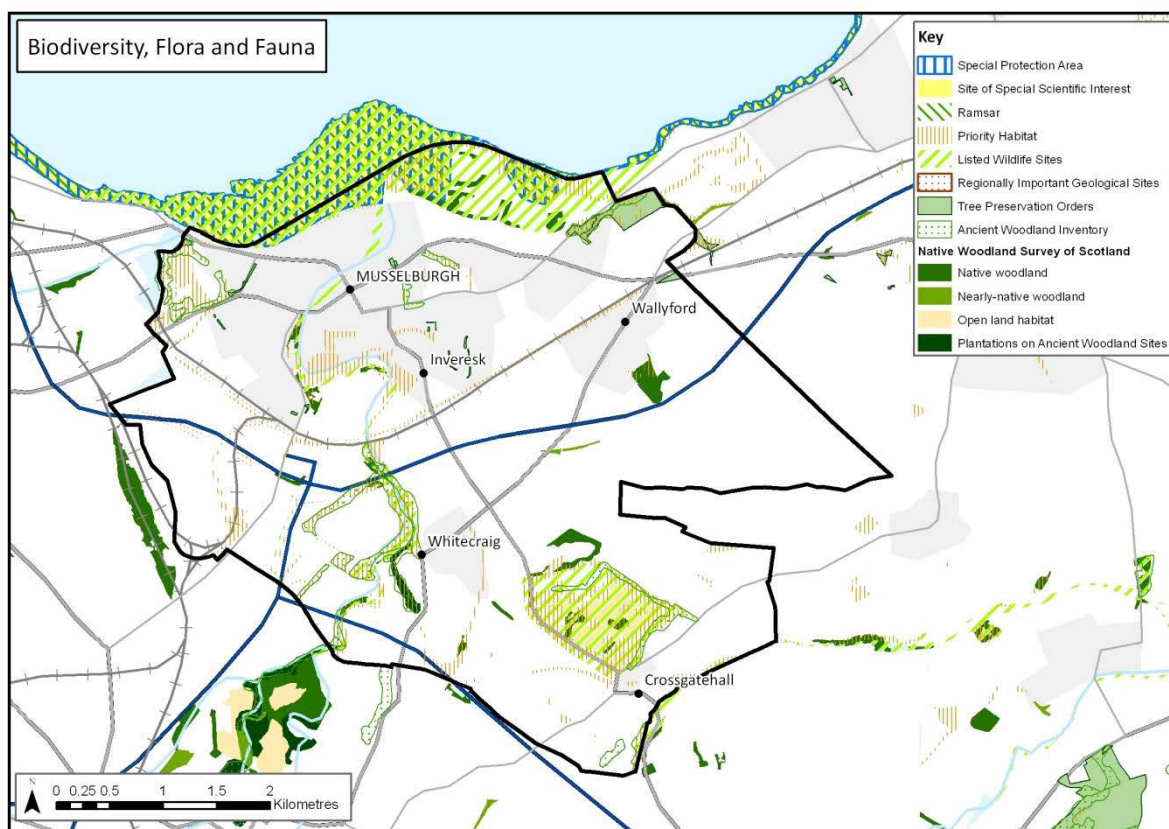 Biodiversity, Flora and Fauna
Key
Special Protection Area
Site of Special Scientific Interest
Ramsar
Priority Habitat
Listed Wildlife Sites
Regionally Important Geological Sites
Tree Preservation Orders
Ancient Woodland Inventory
Native Woodland Survey of Scotland
Native woodland
Nearly-native woodland
Open land habitat
Plantations on Ancient Woodland Sites
MUSSELBURGH
Wallyford
Inveresk
Whitecraig
Crossgatehall
N
0 0.25 0.5 1 1.5 2
Kilometres